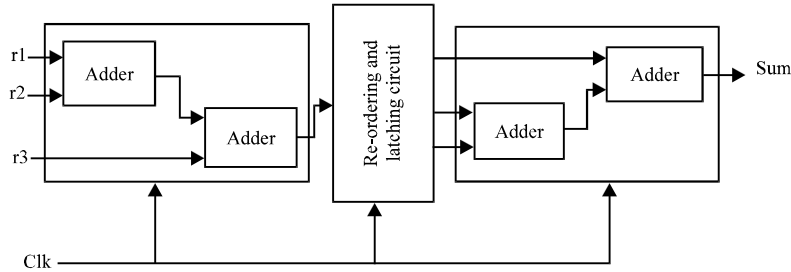 r1
r2
r3
Adder
Adder
Re-ordering and
latching circuit
Adder
Adder
Sum
Clk